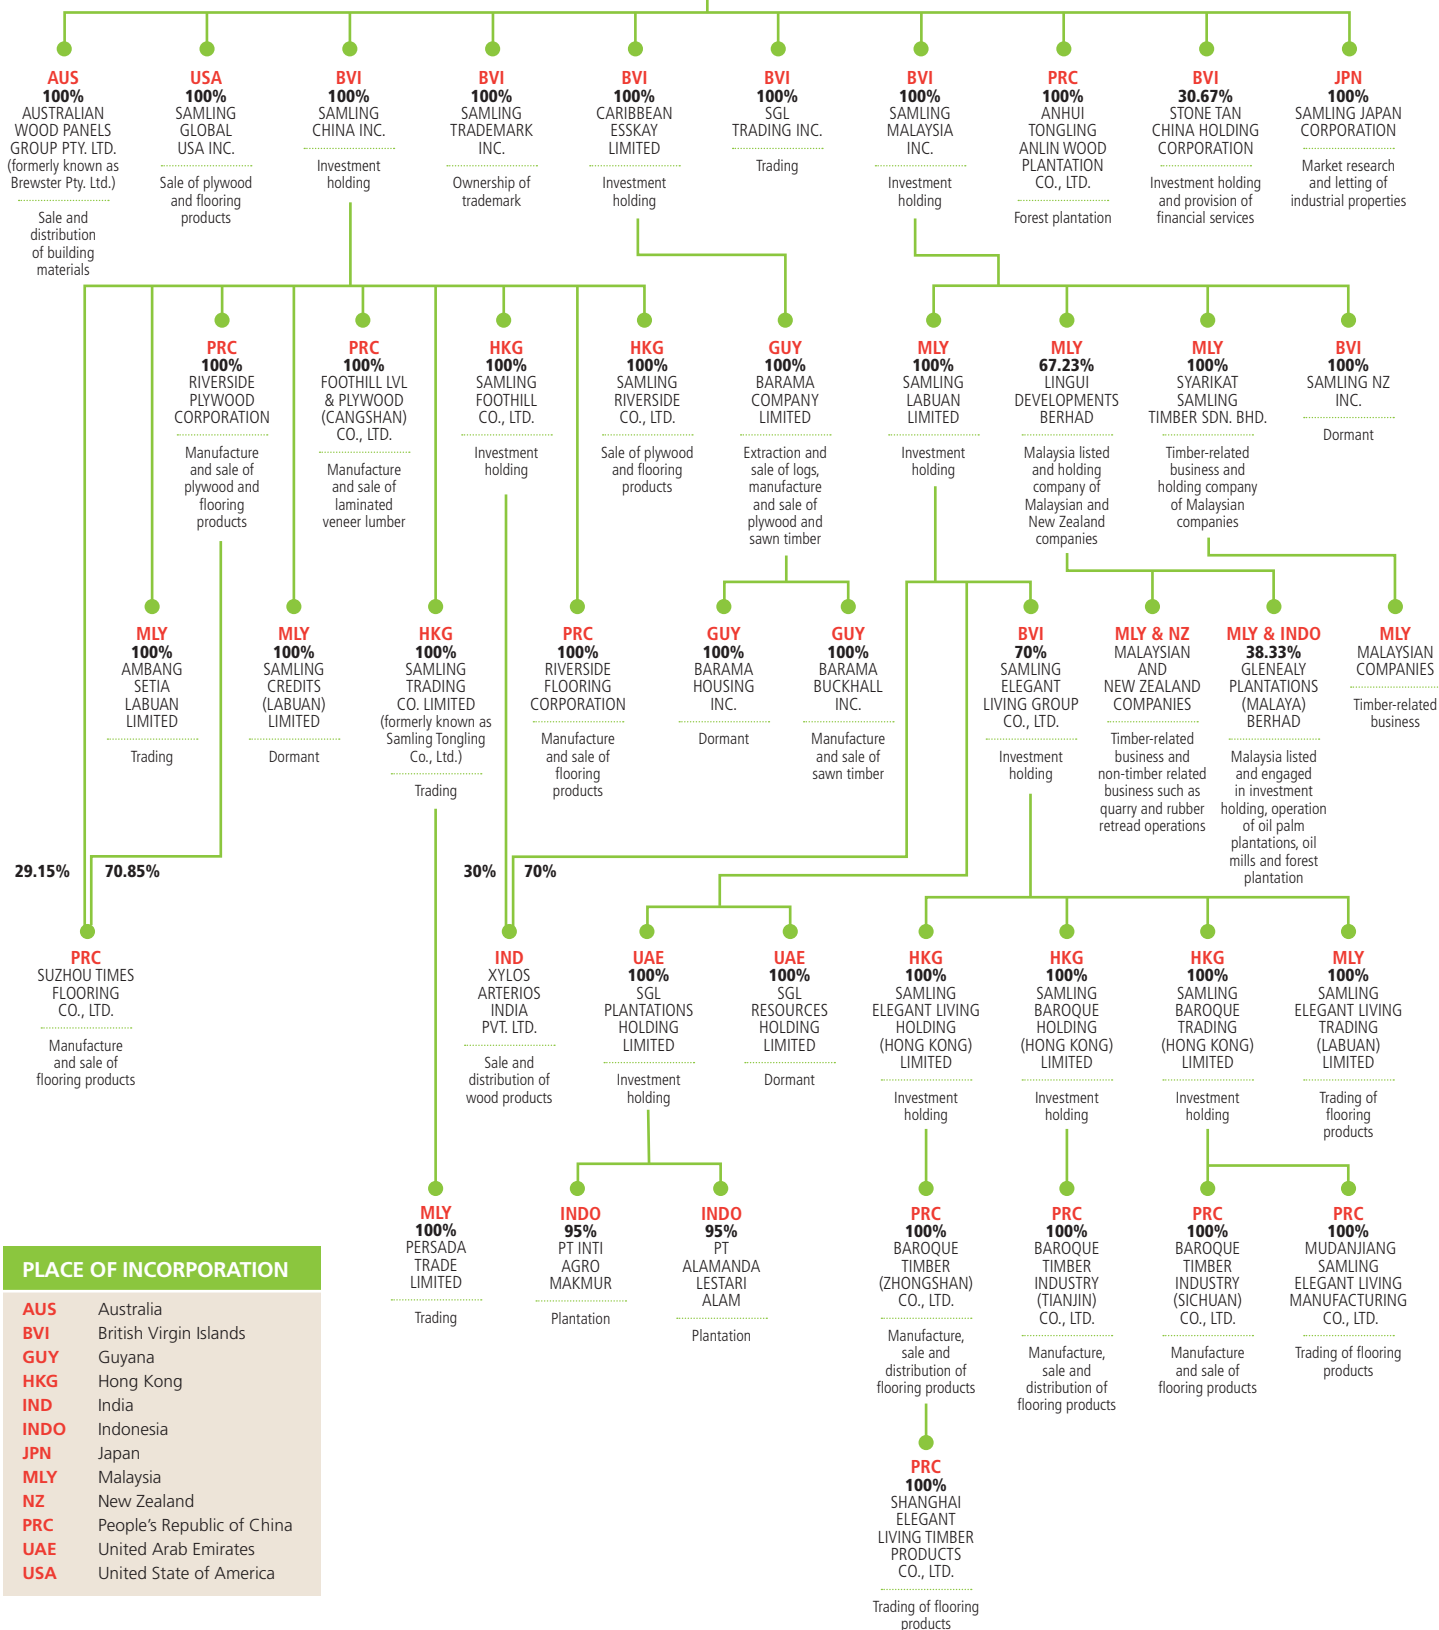 AUS
100%
AUSTRALIAN
WOOD PANELS
GROUP PTY. LTD.
(formerly known as
Brewster Pty. Ltd.)
Sale and
distribution
of building
materials
USA
100%
SAMLING
GLOBAL
USA INC.
Sale of plywood
and flooring
products
BVI
100%
SAMLING
CHINA INC.
Investment
holding
BVI
100%
SAMLING
TRADEMARK
INC.
Ownership of
trademark
BVI
100%
CARIBBEAN
ESSKAY
LIMITED
Investment
holding
BVI
100%
SGL
TRADING INC.
Trading
BVI
100%
SAMLING
MALAYSIA
INC.
Investment
holding
PRC
100%
ANHUI
TONGLING
ANLIN WOOD
PLANTATION
CO., LTD.
Forest plantation
BVI
30.67%
STONE TAN
CHINA HOLDING
CORPORATION
Investment holding
and provision of
financial services
JPN
100%
SAMLING JAPAN
CORPORATION
Market research
and letting of
industrial properties
PRC
100%
RIVERSIDE
PLYWOOD
CORPORATION
Manufacture
and sale of
plywood and
flooring
products
PRC
100%
FOOTHILL LVL
& PLYWOOD
(CANGSHAN)
CO., LTD.
Manufacture
and sale of
laminated
veneer lumber
HKG
100%
SAMLING
FOOTHILL
CO., LTD.
Investment
holding
HKG
100%
SAMLING
RIVERSIDE
CO., LTD.
Sale of plywood
and flooring
products
GUY
100%
BARAMA
COMPANY
LIMITED
Extraction and
sale of logs,
manufacture
and sale of
plywood and
sawn timber
MLY
100%
SAMLING
LABUAN
LIMITED
Investment
holding
MLY
67.23%
LINGUI
DEVELOPMENTS
BERHAD
Malaysia listed
and holding
company of
Malaysian and
New Zealand
companies
MLY
100%
SYARIKAT
SAMLING
TIMBER SDN. BHD.
Timber-related
business and
holding company
of Malaysian
companies
BVI
100%
SAMLING NZ
INC.
Dormant
MLY
100%
AMBANG
SETIA
LABUAN
LIMITED
Trading
MLY
100%
SAMLING
CREDITS
(LABUAN)
LIMITED
Dormant
HKG
100%
SAMLING
TRADING
CO. LIMITED
(formerly known as
Samling Tongling
Co., Ltd.)
Trading
PRC
100%
RIVERSIDE
FLOORING
CORPORATION
Manufacture
and sale of
flooring
products
GUY
100%
BARAMA
HOUSING
INC.
Dormant
GUY
100%
BARAMA
BUCKHALL
INC.
Manufacture
and sale of
sawn timber
BVI
70%
SAMLING
ELEGANT
LIVING GROUP
CO., LTD.
Investment
holding
MLY & NZ
MALAYSIAN
AND
NEW ZEALAND
COMPANIES
Timber-related
business and
non-timber related
business such as
quarry and rubber
retread operations
MLY & INDO
38.33%
GLENEALY
PLANTATIONS
(MALAYA)
BERHAD
Malaysia listed
and engaged
in investment
holding, operation
of oil palm
plantations, oil
mills and forest
plantation
MLY
MALAYSIAN
COMPANIES
Timber-related
business
29.15%
70.85%
30%
70%
PRC
SUZHOU TIMES
FLOORING
CO., LTD.
Manufacture
and sale of
flooring products
IND
XYLOS
ARTERIOS
INDIA
PVT. LTD.
Sale and
distribution of
wood products
UAE
100%
SGL
PLANTATIONS
HOLDING
LIMITED
Investment
holding
UAE
100%
SGL
RESOURCES
HOLDING
LIMITED
Dormant
HKG
100%
SAMLING
ELEGANT LIVING
HOLDING
(HONG KONG)
LIMITED
Investment
holding
HKG
100%
SAMLING
BAROQUE
HOLDING
(HONG KONG)
LIMITED
Investment
holding
HKG
100%
SAMLING
BAROQUE
TRADING
(HONG KONG)
LIMITED
Investment
holding
MLY
100%
SAMLING
ELEGANT LIVING
TRADING
(LABUAN)
LIMITED
Trading of
flooring
products
MLY
100%
PERSADA
TRADE
LIMITED
Trading
INDO
95%
PT INTI
AGRO
MAKMUR
Plantation
INDO
95%
PT
ALAMANDA
LESTARI
ALAM
Plantation
PRC
100%
BAROQUE
TIMBER
(ZHONGSHAN)
CO., LTD.
Manufacture,
sale and
distribution of
flooring products
PRC
100%
BAROQUE
TIMBER
INDUSTRY
(TIANJIN)
CO., LTD.
Manufacture,
sale and
distribution of
flooring products
PRC
100%
BAROQUE
TIMBER
INDUSTRY
(SICHUAN)
CO., LTD.
Manufacture
and sale of
flooring products
PRC
100%
MUDANJIANG
SAMLING
ELEGANT LIVING
MANUFACTURING
CO., LTD.
Trading of flooring
products
PRC
100%
SHANGHAI
ELEGANT
LIVING TIMBER
PRODUCTS
CO., LTD.
Trading of flooring
products
PLACE OF INCORPORATION
AUS Australia
BVI British Virgin Islands
GUY Guyana
HKG Hong Kong
IND India
INDO Indonesia
JPN Japan
MLY Malaysia
NZ New Zealand
PRC People's Republic of China
UAE United Arab Emirates
USA United State of America